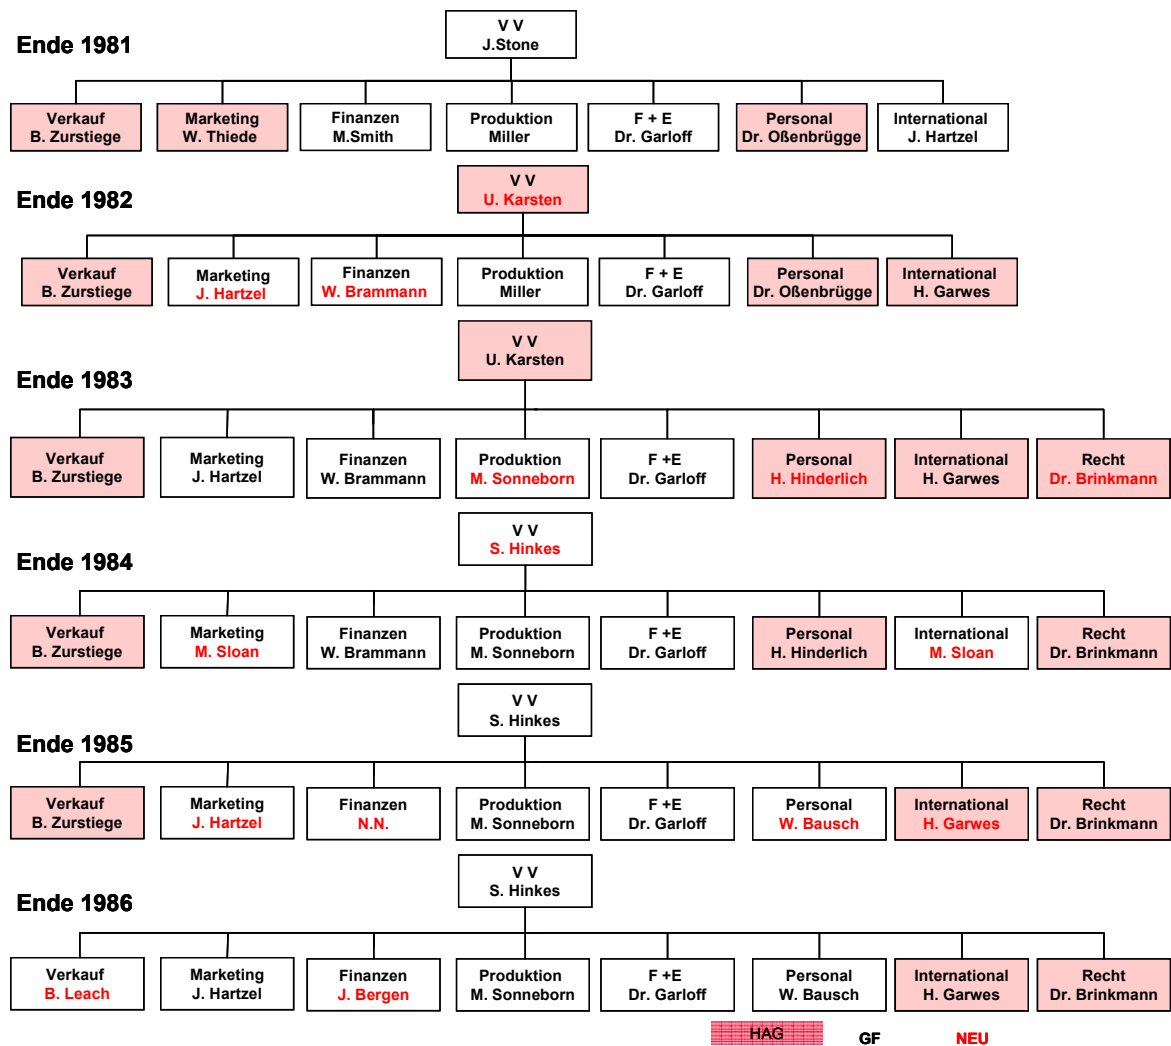 Ende 1981
V V
J.Stone
Verkauf
B. Zurstiege
Marketing
W. Thiede
Finanzen
M.Smith
Produktion
Miller
F + E
Dr. Garloff
Personal
Dr. Oßenbrügge
International
J. Hartzel
Ende 1982
V V
U. Karsten
Verkauf
B. Zurstiege
Marketing
J. Hartzel
Finanzen
W. Brammann
Produktion
Miller
F + E
Dr. Garloff
Personal
Dr. Oßenbrügge
International
H. Garwes
Ende 1983
V V
U. Karsten
Verkauf
B. Zurstiege
Marketing
J. Hartzel
Finanzen
W. Brammann
Produktion
M. Sonneborn
F +E
Dr. Garloff
Personal
H. Hinderlich
International
H. Garwes
Recht
Dr. Brinkmann
Ende 1984
V V
S. Hinkes
Verkauf
B. Zurstiege
Marketing
M. Sloan
Finanzen
W. Brammann
Produktion
M. Sonneborn
F +E
Dr. Garloff
Personal
H. Hinderlich
International
M. Sloan
Recht
Dr. Brinkmann
Ende 1985
V V
S. Hinkes
Verkauf
B. Zurstiege
Marketing
J. Hartzel
Finanzen
N.N.
Produktion
M. Sonneborn
F +E
Dr. Garloff
Personal
W. Bausch
International
H. Garwes
Recht
Dr. Brinkmann
Ende 1986
V V
S. Hinkes
Verkauf
B. Leach
Marketing
J. Hartzel
Finanzen
J. Bergen
Produktion
M. Sonneborn
F +E
Dr. Garloff
Personal
W. Bausch
International
H. Garwes
Recht
Dr. Brinkmann
HAG
GF
NEU